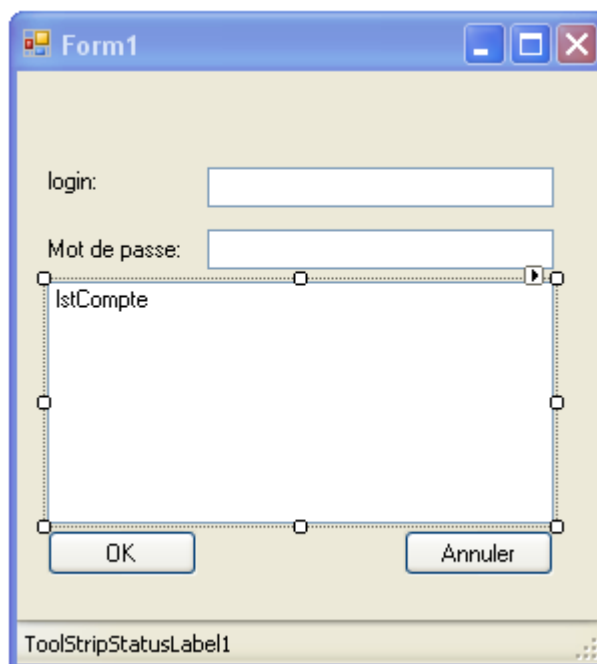 Form1
login:
Mot de passe:
lstCompte
OK Annuler
ToolStripStatusLabel1